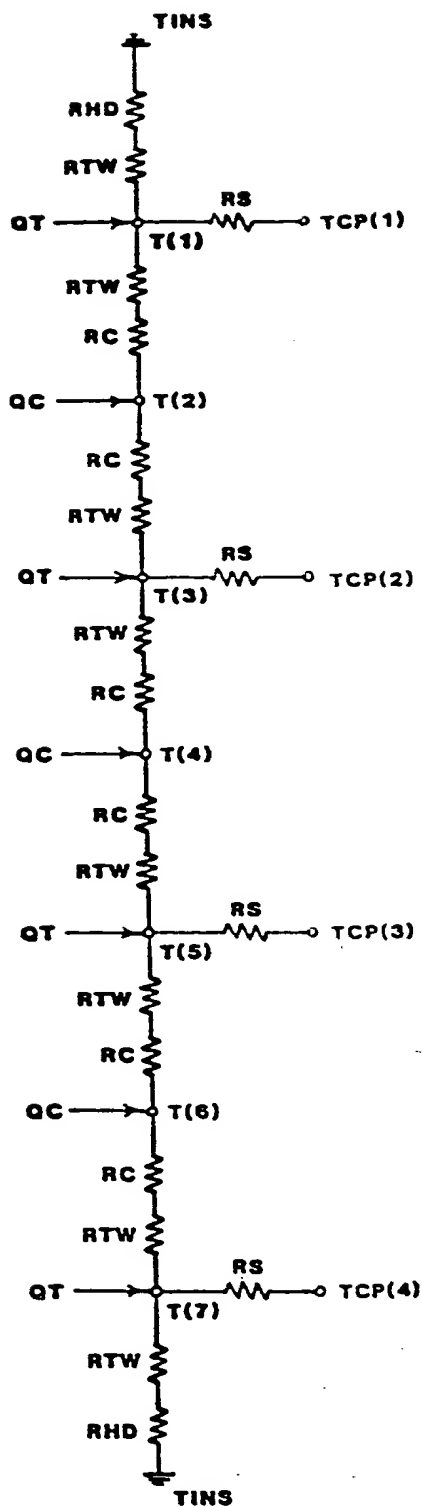 TINS
RHD
RTW
RS
QT
T(1)
TCP(1)
RTW
RC
QC
T(2)
RC
RTW
RS
QT
T(3)
TCP(2)
RTW
RC
QC
T(4)
RC
RTW
RS
QT
T(5)
TCP(3)
RTW
RC
QC
T(6)
RC
RTW
RS
QT
T(7)
TCP(4)
RTW
RHD
TINS